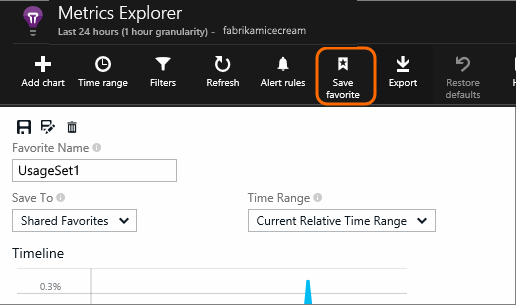 Metrics Explorer
Last 24 hours (1 hour granularity) - fabrikamicecream
Add chart Time range Filters Refresh Alert rules Save favorite Export Restore defaults H
Favorite Name
UsageSet1
Save To Time Range
Shared Favorites Current Relative Time Range
Timeline
0.3%